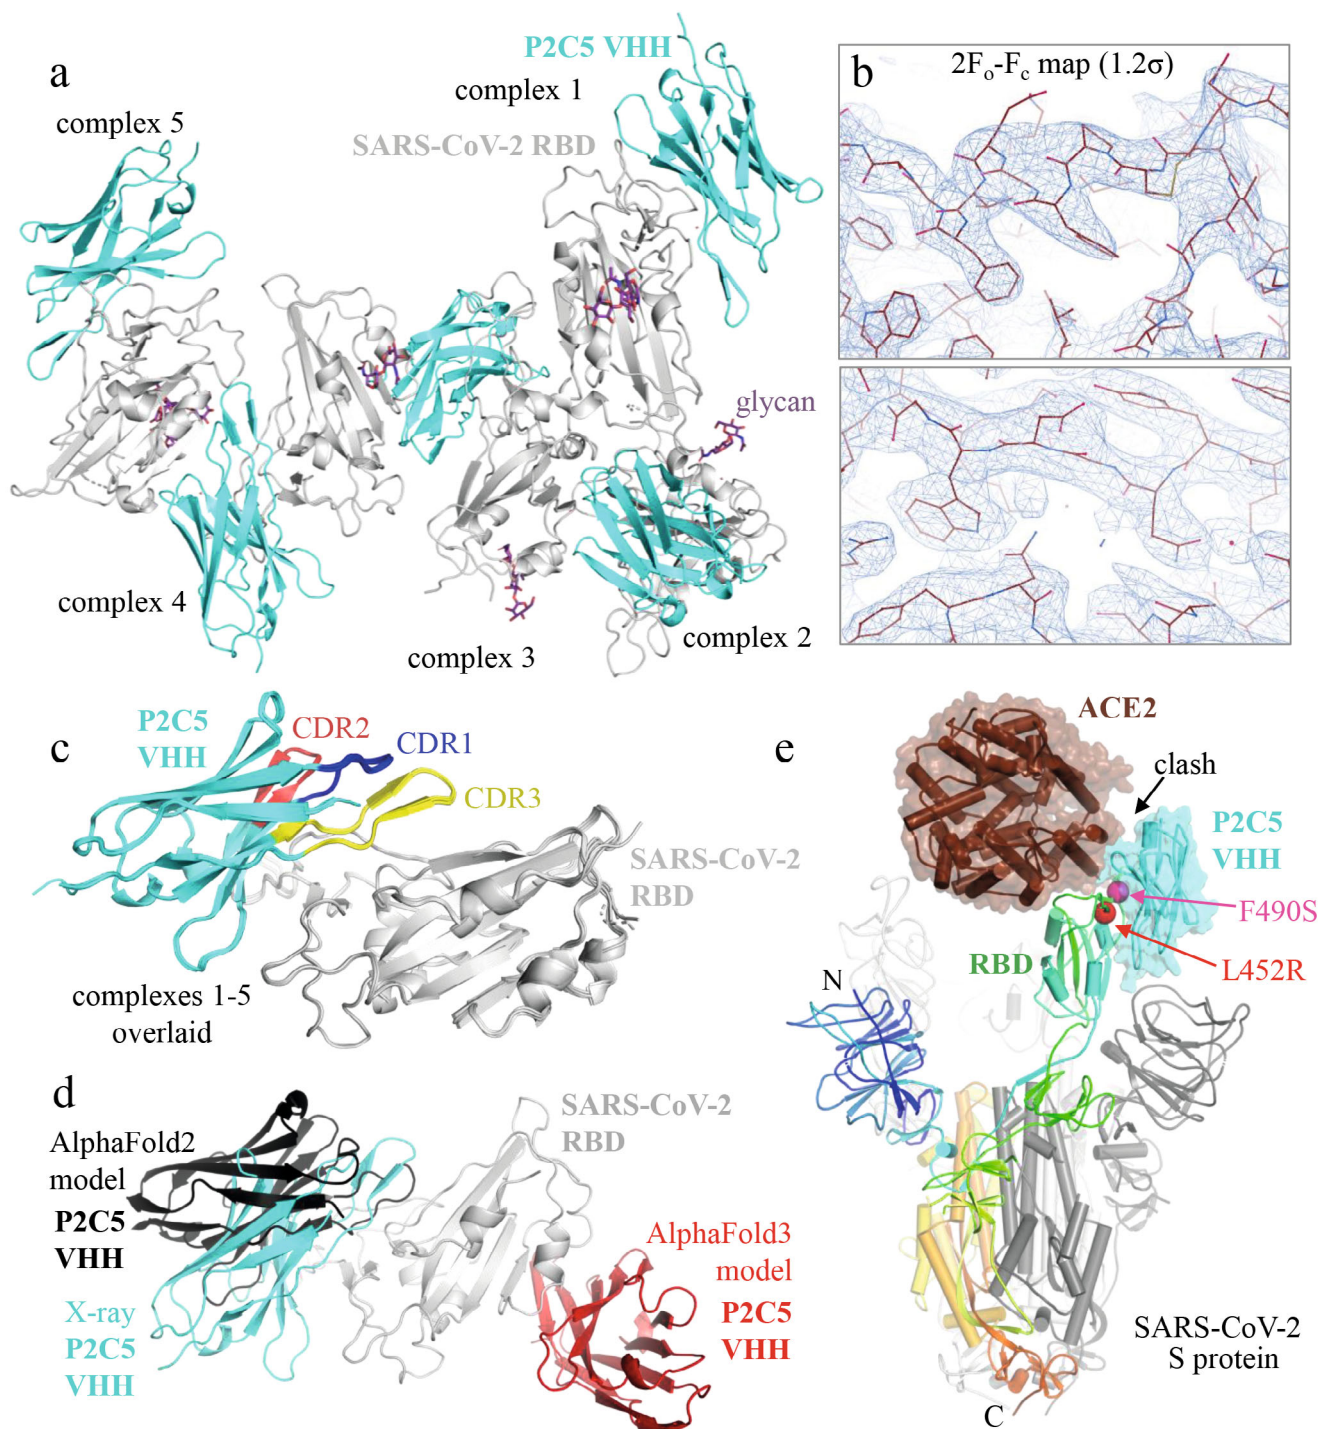 a
P2C5 VHH
complex 1
complex 5
SARS-CoV-2 RBD
glycan
complex 4
complex 3
complex 2
b
2Fo-Fc map (1.2σ)
c
P2C5
VHH
CDR2
CDR1
CDR3
SARS-CoV-2
RBD
complexes 1-5
overlaid
d
AlphaFold2
model
P2C5
VHH
X-ray
P2C5
VHH
SARS-CoV-2
RBD
AlphaFold3
model
P2C5
VHH
e
ACE2
clash
P2C5
VHH
F490S
L452R
RBD
N
SARS-CoV-2
S protein
C